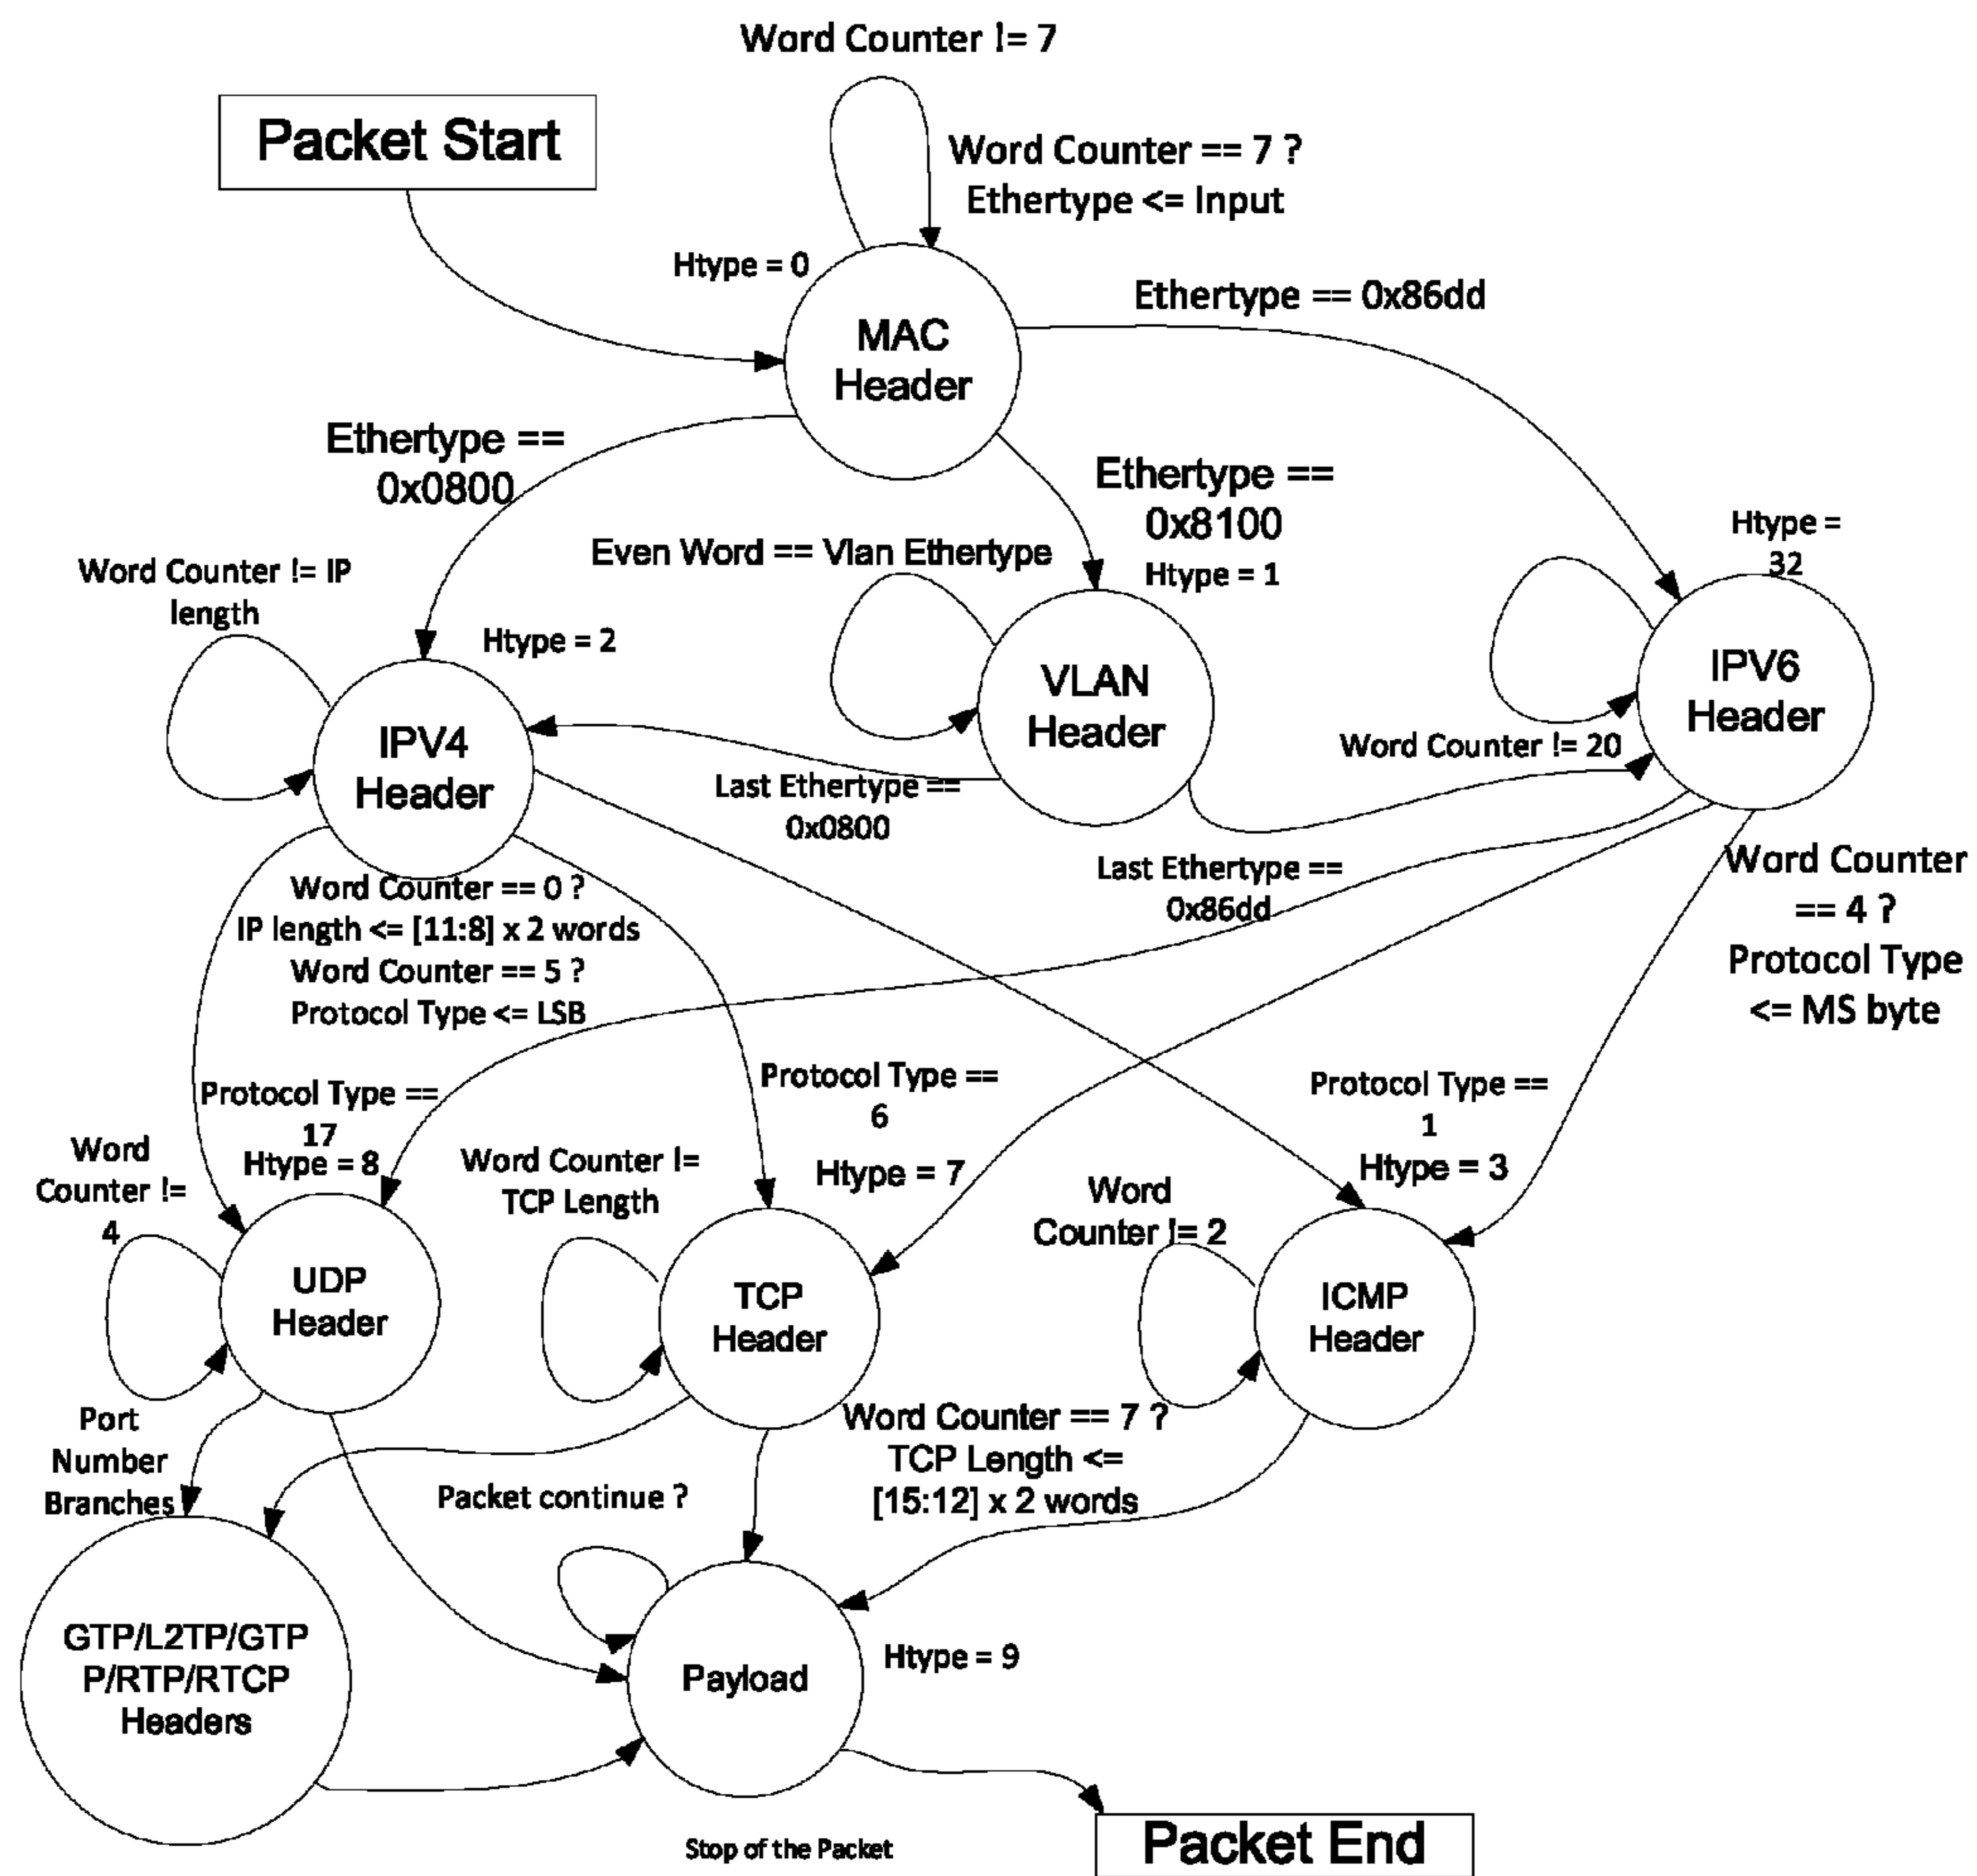 Word Counter != 7
Packet Start
Word Counter == 7 ?
Ethertype <= Input
Htype = 0
Ethertype == 0x86dd
MAC
Header
Ethertype ==
0x0800
Ethertype ==
0x8100
Htype = 1
Htype =
32
Even Word == Vlan Ethertype
Word Counter != IP
length
Htype = 2
VLAN
Header
IPV6
Header
IPV4
Header
Word Counter != 20
Last Ethertype ==
0x0800
Last Ethertype ==
0x86dd
Word Counter
== 4 ?
Protocol Type
<= MS byte
Word Counter == 0 ?
IP length <= [11:8] x 2 words
Word Counter == 5 ?
Protocol Type <= LSB
Protocol Type ==
17
Htype = 8
Protocol Type ==
6
Htype = 7
Protocol Type ==
1
Htype = 3
Word
Counter !=
4
Word Counter !=
TCP Length
Word
Counter != 2
UDP
Header
TCP
Header
ICMP
Header
Port
Number
Branches
Packet continue ?
Word Counter == 7 ?
TCP Length <=
[15:12] x 2 words
GTP/L2TP/GTP
P/RTP/RTCP
Headers
Payload
Htype = 9
Stop of the Packet
Packet End